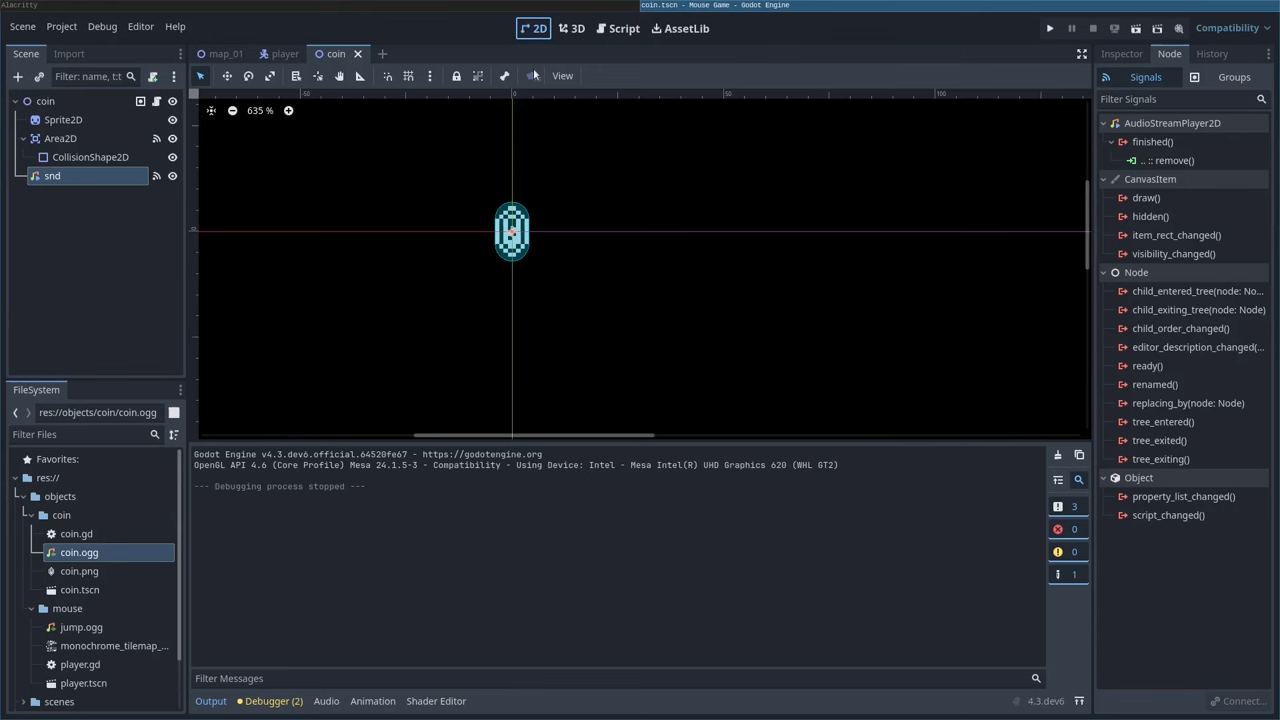 Alacritty
coin.tscn - Mouse Game - Godot Engine
Scene Project Debug Editor Help
2D 3D Script AssetLib
Compatibility
Scene Import
map_01 player coin
Inspector Node History
Filter: name, t:t
View
Signals Groups
Filter Signals
coin
Sprite2D
Area2D
CollisionShape2D
snd
-50 0 50 100
635 %
0
AudioStreamPlayer2D
finished()
.. :: remove()
CanvasItem
draw()
hidden()
item_rect_changed()
visibility_changed()
Node
child_entered_tree(node: No...
child_exiting_tree(node: Node)
child_order_changed()
editor_description_changed(...
ready()
renamed()
replacing_by(node: Node)
tree_entered()
tree_exited()
tree_exiting()
Object
property_list_changed()
script_changed()
FileSystem
res://objects/coin/coin.ogg
Filter Files
Favorites:
res://
objects
coin
coin.gd
coin.ogg
coin.png
coin.tscn
mouse
jump.ogg
monochrome_tilemap_...
player.gd
player.tscn
scenes
Godot Engine v4.3.dev6.official.64520fe67 - https://godotengine.org
OpenGL API 4.6 (Core Profile) Mesa 24.1.5-3 - Compatibility - Using Device: Intel - Mesa Intel(R) UHD Graphics 620 (WHL GT2)
--- Debugging process stopped ---
3
0
0
1
Filter Messages
Output Debugger (2) Audio Animation Shader Editor
4.3.dev6
Connect...